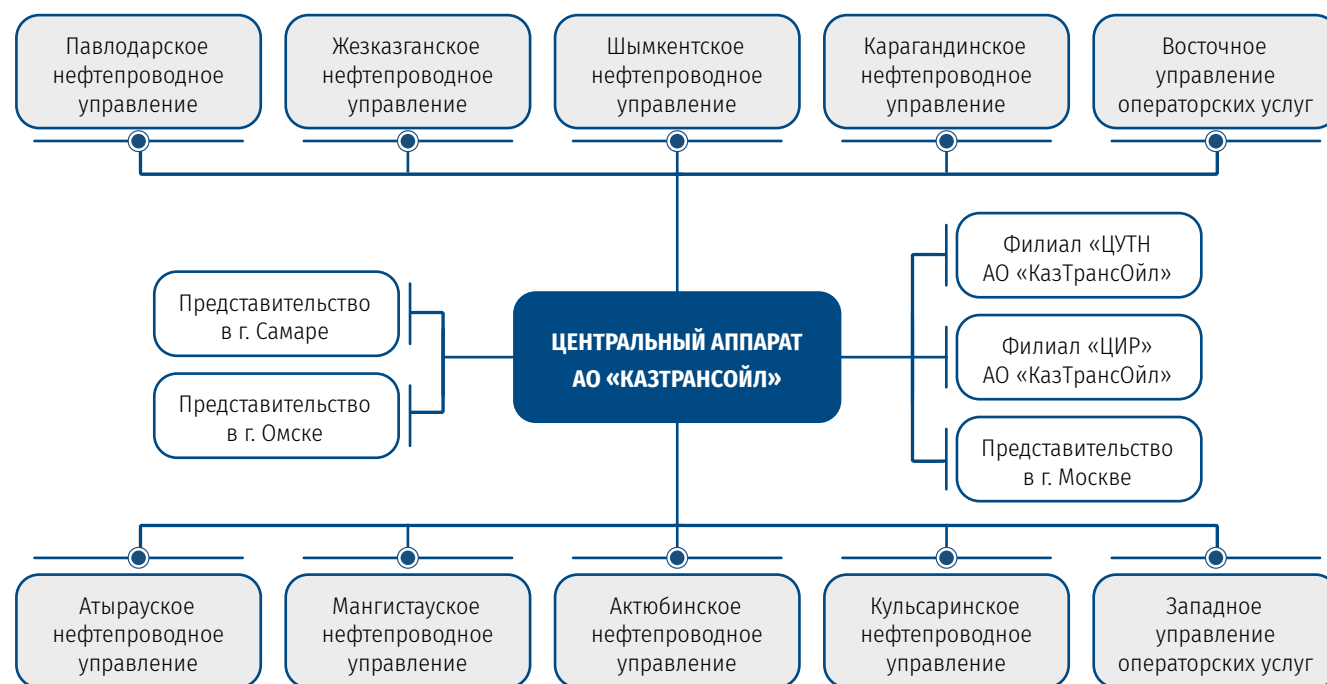 Павлодарское
нефтепроводное
управление
Жезказганское
нефтепроводное
управление
Шымкентское
нефтепроводное
управление
Карагандинское
нефтепроводное
управление
Восточное
управление
операторских услуг
Представительство
в г. Самаре
Представительство
в г. Омске
ЦЕНТРАЛЬНЫЙ АППАРАТ
АО «КАЗТРАНСОЙЛ»
Филиал «ЦУТН
АО «КазТрансОйл»
Филиал «ЦИР»
АО «КазТрансОйл»
Представительство
в г. Москве
Атырауское
нефтепроводное
управление
Мангистауское
нефтепроводное
управление
Актюбинское
нефтепроводное
управление
Кульсаринское
нефтепроводное
управление
Западное
управление
операторских услуг